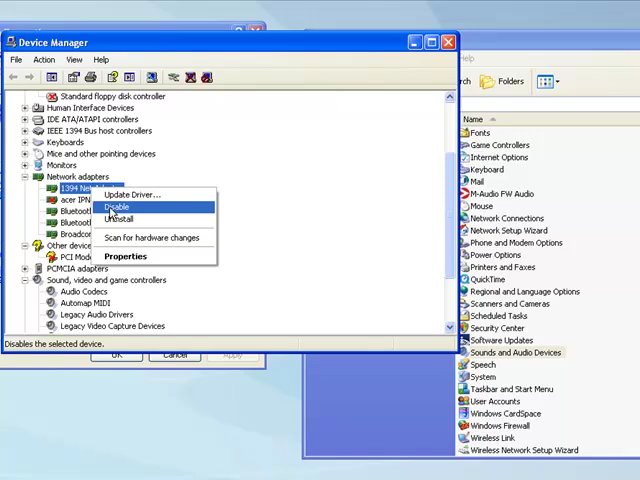 Device Manager
File Action View Help
Standard floppy disk controller
Human Interface Devices
IDE ATA/ATAPI controllers
IEEE 1394 Bus host controllers
Keyboards
Mice and other pointing devices
Monitors
Network adapters
1394 Net
acer IPN
Bluetooth
Bluetooth
Broadcom
Other device
PCI Mode
PCMCIA adapters
Sound, video and game controllers
Audio Codecs
Automap MIDI
Legacy Audio Drivers
Legacy Video Capture Devices
Update Driver...
Disable
Uninstall
Scan for hardware changes
Properties
Disables the selected device.
OK Cancel Apply
Help
rch Folders
Name
Fonts
Game Controllers
Internet Options
Keyboard
Mail
M-Audio FW Audio
Mouse
Network Connections
Network Setup Wizard
Phone and Modem Options
Power Options
Printers and Faxes
QuickTime
Regional and Language Options
Scanners and Cameras
Scheduled Tasks
Security Center
Software Updates
Sounds and Audio Devices
Speech
System
Taskbar and Start Menu
User Accounts
Windows CardSpace
Windows Firewall
Wireless Link
Wireless Network Setup Wizard